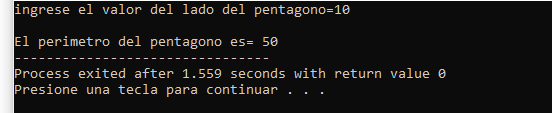 ingrese el valor del lado del pentagono=10
El perimetro del pentagono es= 50
--------------------------------
Process exited after 1.559 seconds with return value 0
Presione una tecla para continuar . . .